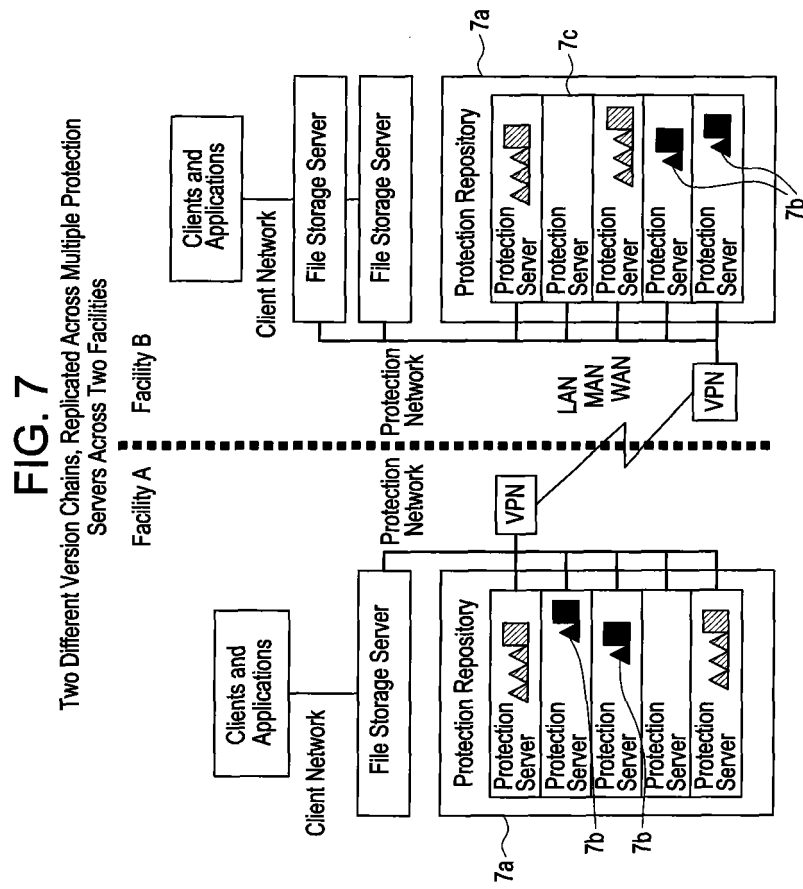 FIG. 7
Two Different Version Chains, Replicated Across Multiple Protection
Servers Across Two Facilities
Facility A
Facility B
Clients and
Applications
Client Network
File Storage Server
Protection
Network
VPN
Protection Repository
Protection
Server
Protection
Server
Protection
Server
Protection
Server
Protection
Server
7a
7b
7b
Clients and
Applications
Client Network
File Storage Server
File Storage Server
Protection
Network
LAN
MAN
WAN
VPN
Protection Repository
Protection
Server
Protection
Server
Protection
Server
Protection
Server
Protection
Server
7a
7c
7b